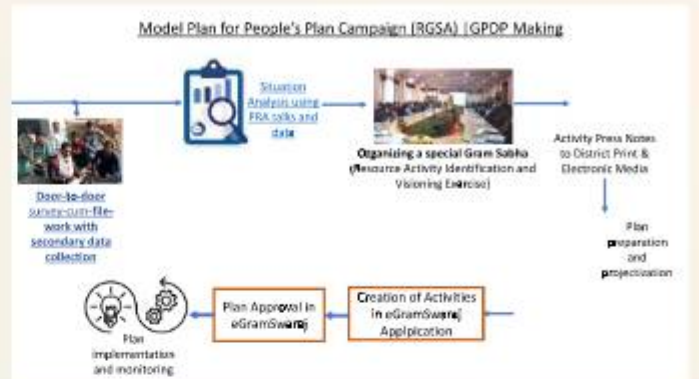 Model Plan for People's Plan Campaign (RGSA) |GPDP Making
Situation
Analysis using
PRA talks and
data
Door-to-door
survey-cum-file-
work with
secondary data
collection
Organizing a special Gram Sabha
(Resource Activity Identification and
Visioning Exercise)
Activity Press Notes
to District Print &
Electronic Media
Plan
preparation
and
projectization
Creation of Activities
in eGramSwaraj
Applpication
Plan Approval in
eGramSwaraj
Plan
implementation
and monitoring